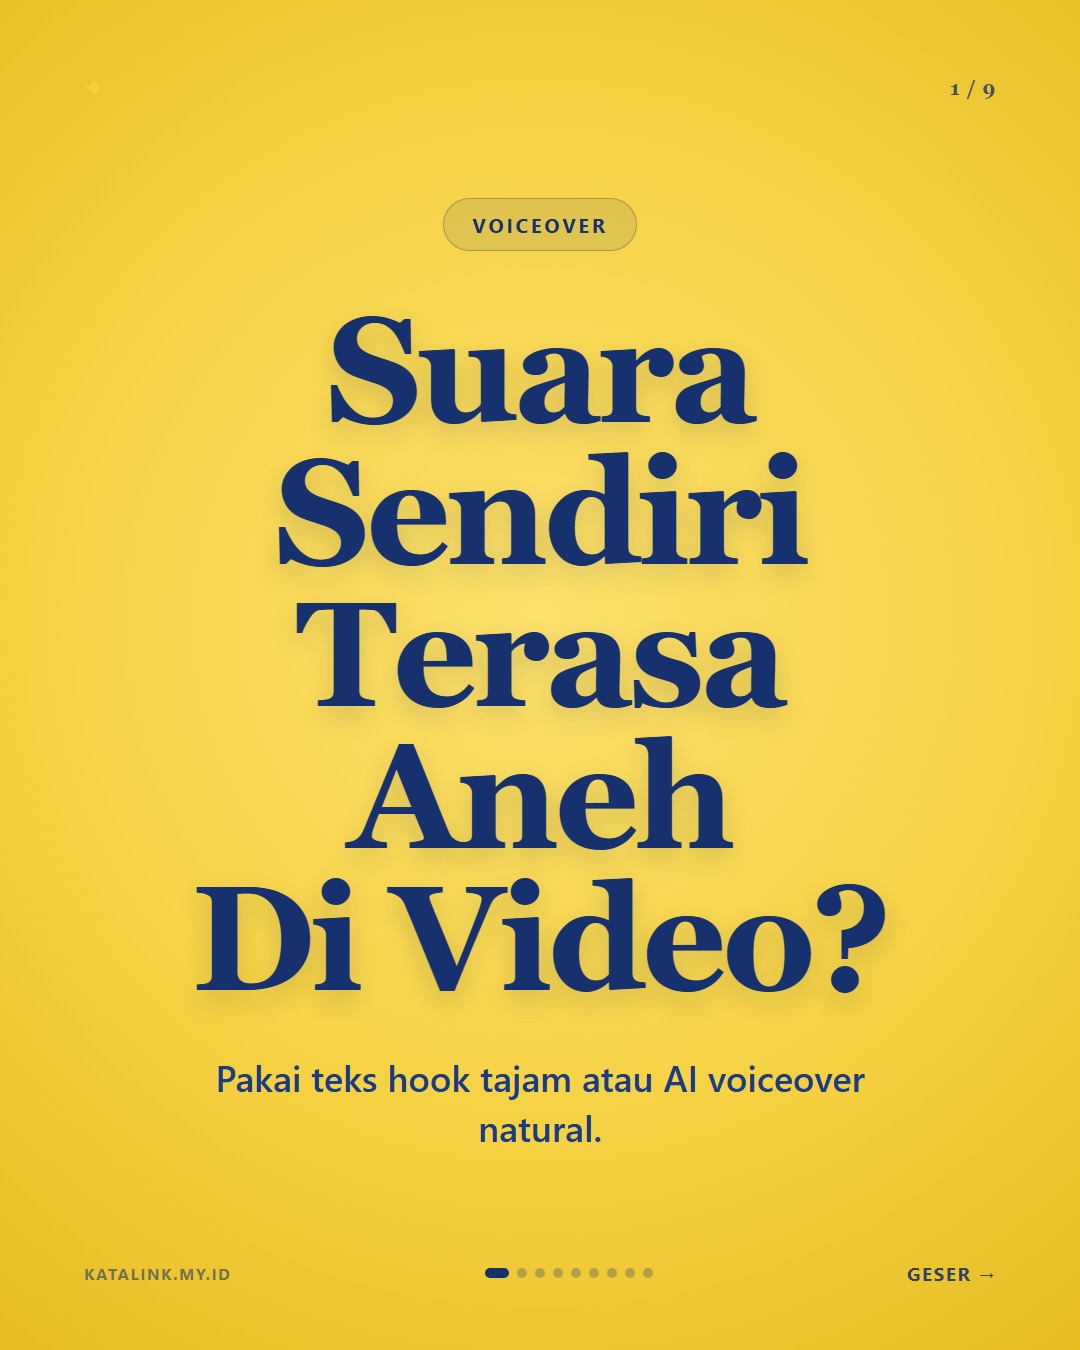 1 / 9
VOICEOVER
Suara
Sendiri
Terasa
Aneh
Di Video?
Pakai teks hook tajam atau AI voiceover
natural.
KATALINK.MY.ID
GESER →